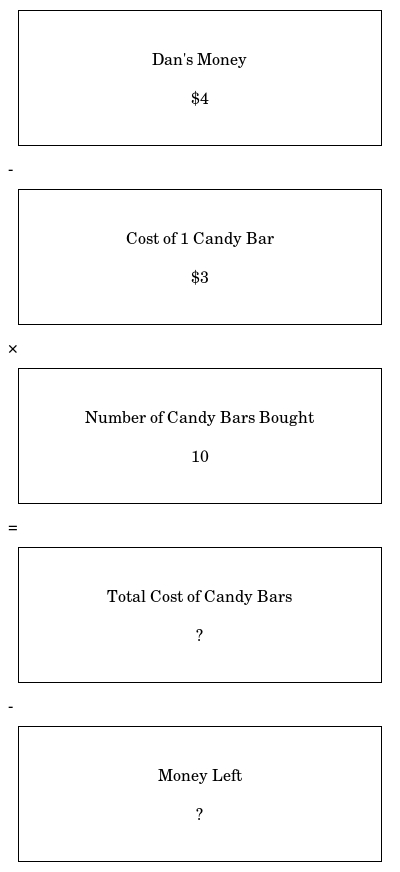 Dan's Money
$4
-
Cost of 1 Candy Bar
$3
×
Number of Candy Bars Bought
10
=
Total Cost of Candy Bars
?
-
Money Left
?